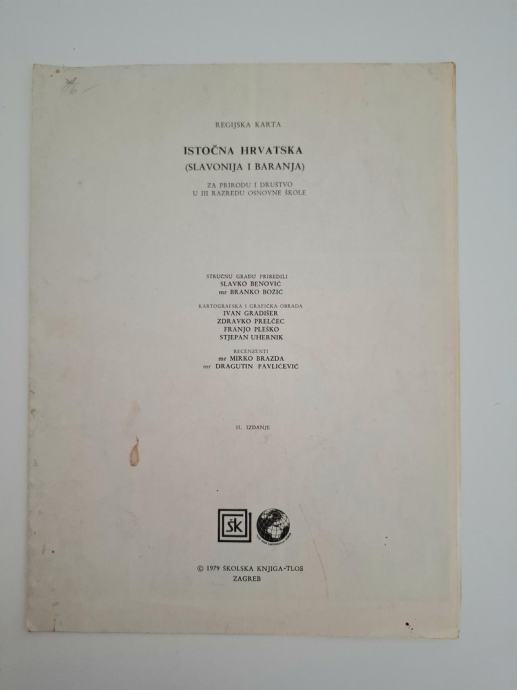 REGIJSKA KARTA
ISTOČNA HRVATSKA
(SLAVONIJA I BARANJA)
ZA PRIRODU I DRUŠTVO
U III RAZREDU OSNOVNE ŠKOLE
STRUČNU GRAĐU PRIREDILI
SLAVKO BENOVIĆ
mr BRANKO BOŽIĆ
KARTOGRAFSKA I GRAFIČKA OBRADA
IVAN GRADIŠER
ZDRAVKO PRELČEC
FRANJO PLEŠKO
STJEPAN UHERNIK
RECENZENTI
mr MIRKO BRAZDA
mr DRAGUTIN PAVLIČEVIĆ
II. IZDANJE
ŠK
© 1979 ŠKOLSKA KNJIGA-TLOS
ZAGREB